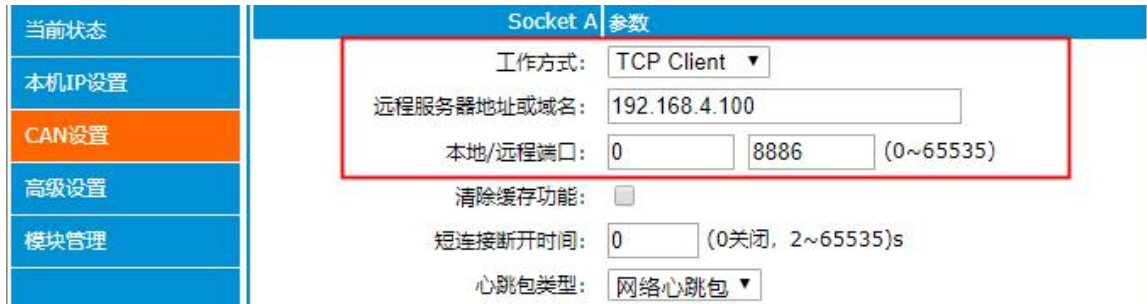 当前状态
本机IP设置
CAN设置
高级设置
模块管理
Socket A 参数
工作方式: TCP Client ▼
远程服务器地址或域名: 192.168.4.100
本地/远程端口: 0 8886 (0~65535)
清除缓存功能:
短连接断开时间: 0 (0关闭, 2~65535)s
心跳包类型: 网络心跳包 ▼